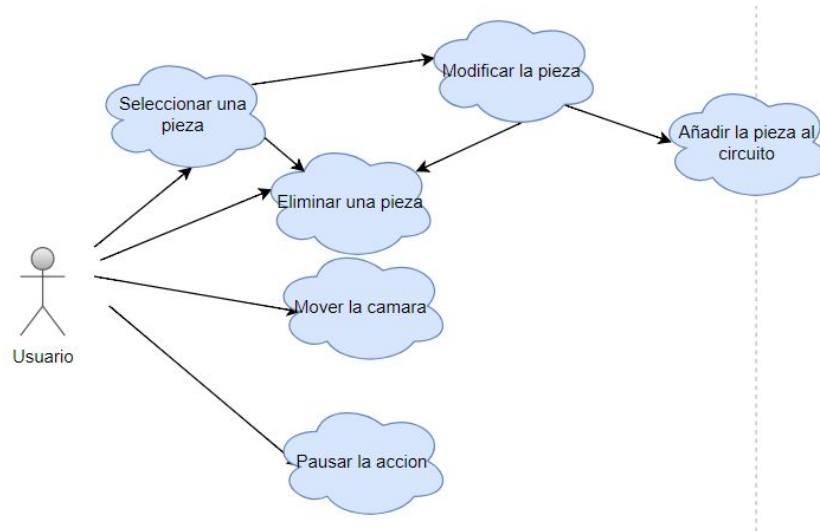 Modificar la pieza
Seleccionar una
pieza
Añadir la pieza al
circuito
Eliminar una pieza
Mover la camara
Usuario
Pausar la accion